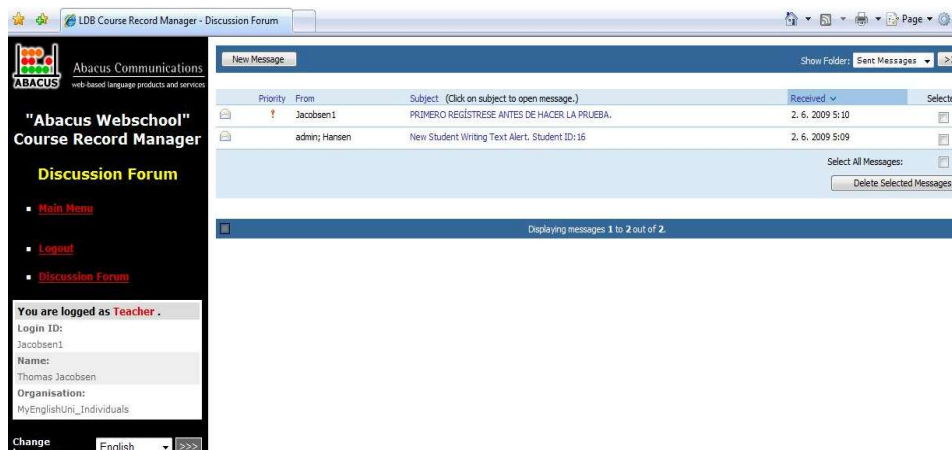 LDB Course Record Manager - Discussion Forum
Page
ABACUS
Abacus Communications
web-based language products and services
"Abacus Webschool"
Course Record Manager
Discussion Forum
Main Menu
Logout
Discussion Forum
You are logged as Teacher .
Login ID:
Jacobsen1
Name:
Thomas Jacobsen
Organisation:
MyEnglishUni_Individuals
Change
English >>>
New Message Show Folder: Sent Messages
Priority From Subject (Click on subject to open message.) Received
! Jacobsen1 PRIMERO REGÍSTRESE ANTES DE HACER LA PRUEBA. 2. 6. 2009 5:10
admin; Hansen New Student Writing Text Alert. Student ID:16 2. 6. 2009 5:09
Select All Messages:
Delete Selected Messages
Displaying messages 1 to 2 out of 2.